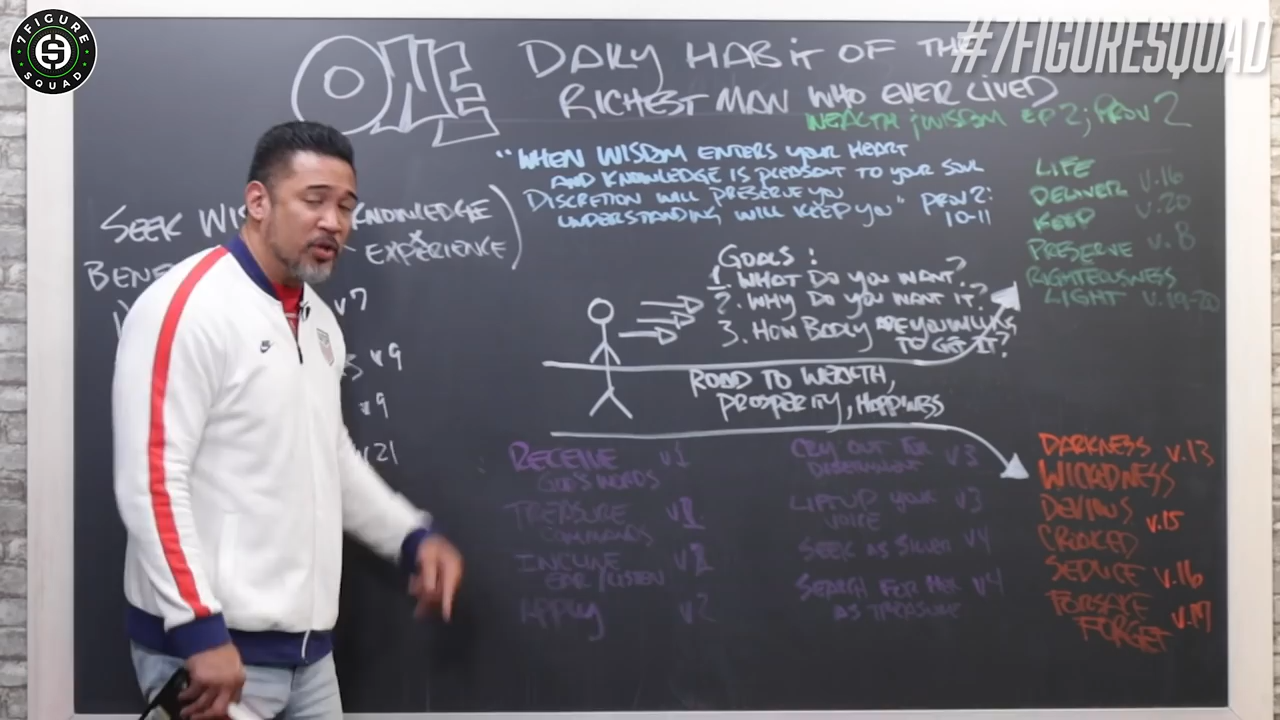 7FIGURE
SQUAD
#7FIGURESQUAD
ONE DAILY HABIT OF THE
RICHEST MAN WHO EVER LIVED
WEALTH & WISDOM EP 2; PROV 2
"WHEN WISDOM ENTERS YOUR HEART
AND KNOWLEDGE IS PLEASANT TO YOUR SOUL
DISCRETION WILL PRESERVE YOU
UNDERSTANDING WILL KEEP YOU" PROV 2:
10-11
SEEK WIS KNOWLEDGE
x
EXPERIENCE)
BENE
v7
v9
v9
v21
GOALS:
1. WHAT DO YOU WANT?
2. WHY DO YOU WANT IT?
3. HOW BADLY ARE YOU WILLING
TO GET IT?
ROAD TO WEALTH,
PROSPERITY, HAPPINESS
LIFE
DELIVER V.16
KEEP V.20
PRESERVE V.8
RIGHTEOUSNESS
LIGHT V.19-20
RECEIVE V1
GOD'S WORDS
TREASURE V1
COMMANDS
INCLINE V2
EAR/LISTEN
APPLY V2
CRY OUT FOR V3
DISCERNMENT
LIFT UP YOUR V3
VOICE
SEEK AS SILVER V4
SEARCH FOR HER V4
AS TREASURE
DARKNESS V.13
WICKEDNESS
DEVIOUS V.15
CROOKED
SEDUCE V.16
FORSAKE V.17
FORGET